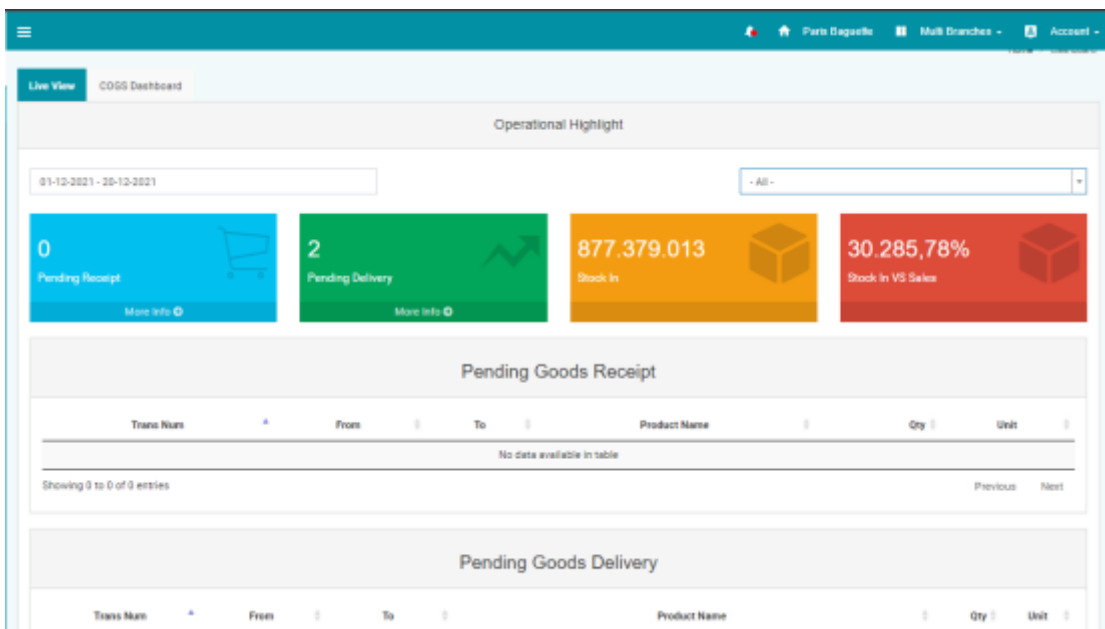 Paris Baguette Multi Branches Account
Live View COGS Dashboard
Operational Highlight
01-12-2021 - 20-12-2021 - All -
0 2 877.379.013 30.285,78%
Pending Receipt Pending Delivery Stock In Stock In VS Sales
More Info More Info
Pending Goods Receipt
Trans Num From To Product Name Qty Unit
No data available in table
Showing 0 to 0 of 0 entries Previous Next
Pending Goods Delivery
Trans Num From To Product Name Qty Unit